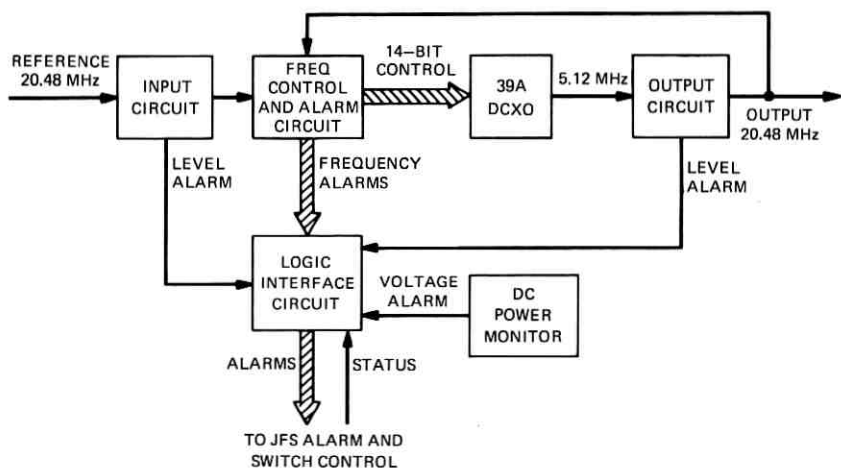 REFERENCE
20.48 MHz
INPUT
CIRCUIT
FREQ
CONTROL
AND ALARM
CIRCUIT
14–BIT
CONTROL
39A
DCXO
5.12 MHz
OUTPUT
CIRCUIT
OUTPUT
20.48 MHz
LEVEL
ALARM
FREQUENCY
ALARMS
LEVEL
ALARM
LOGIC
INTERFACE
CIRCUIT
VOLTAGE
ALARM
DC
POWER
MONITOR
ALARMS
STATUS
TO JFS ALARM AND
SWITCH CONTROL